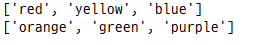 ['red', 'yellow', 'blue']
['orange', 'green', 'purple']